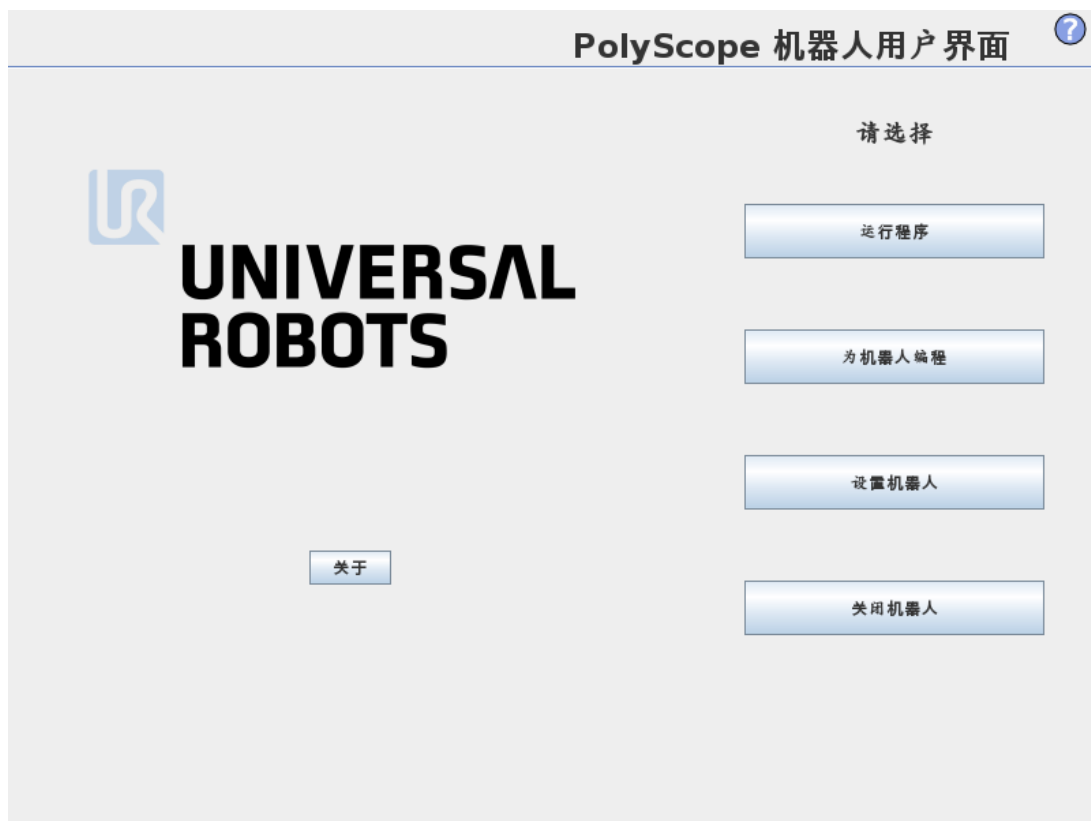 PolyScope 机器人用户界面
?
请选择
UR
UNIVERSAL
ROBOTS
运行程序
为机器人编程
设置机器人
关于
关闭机器人